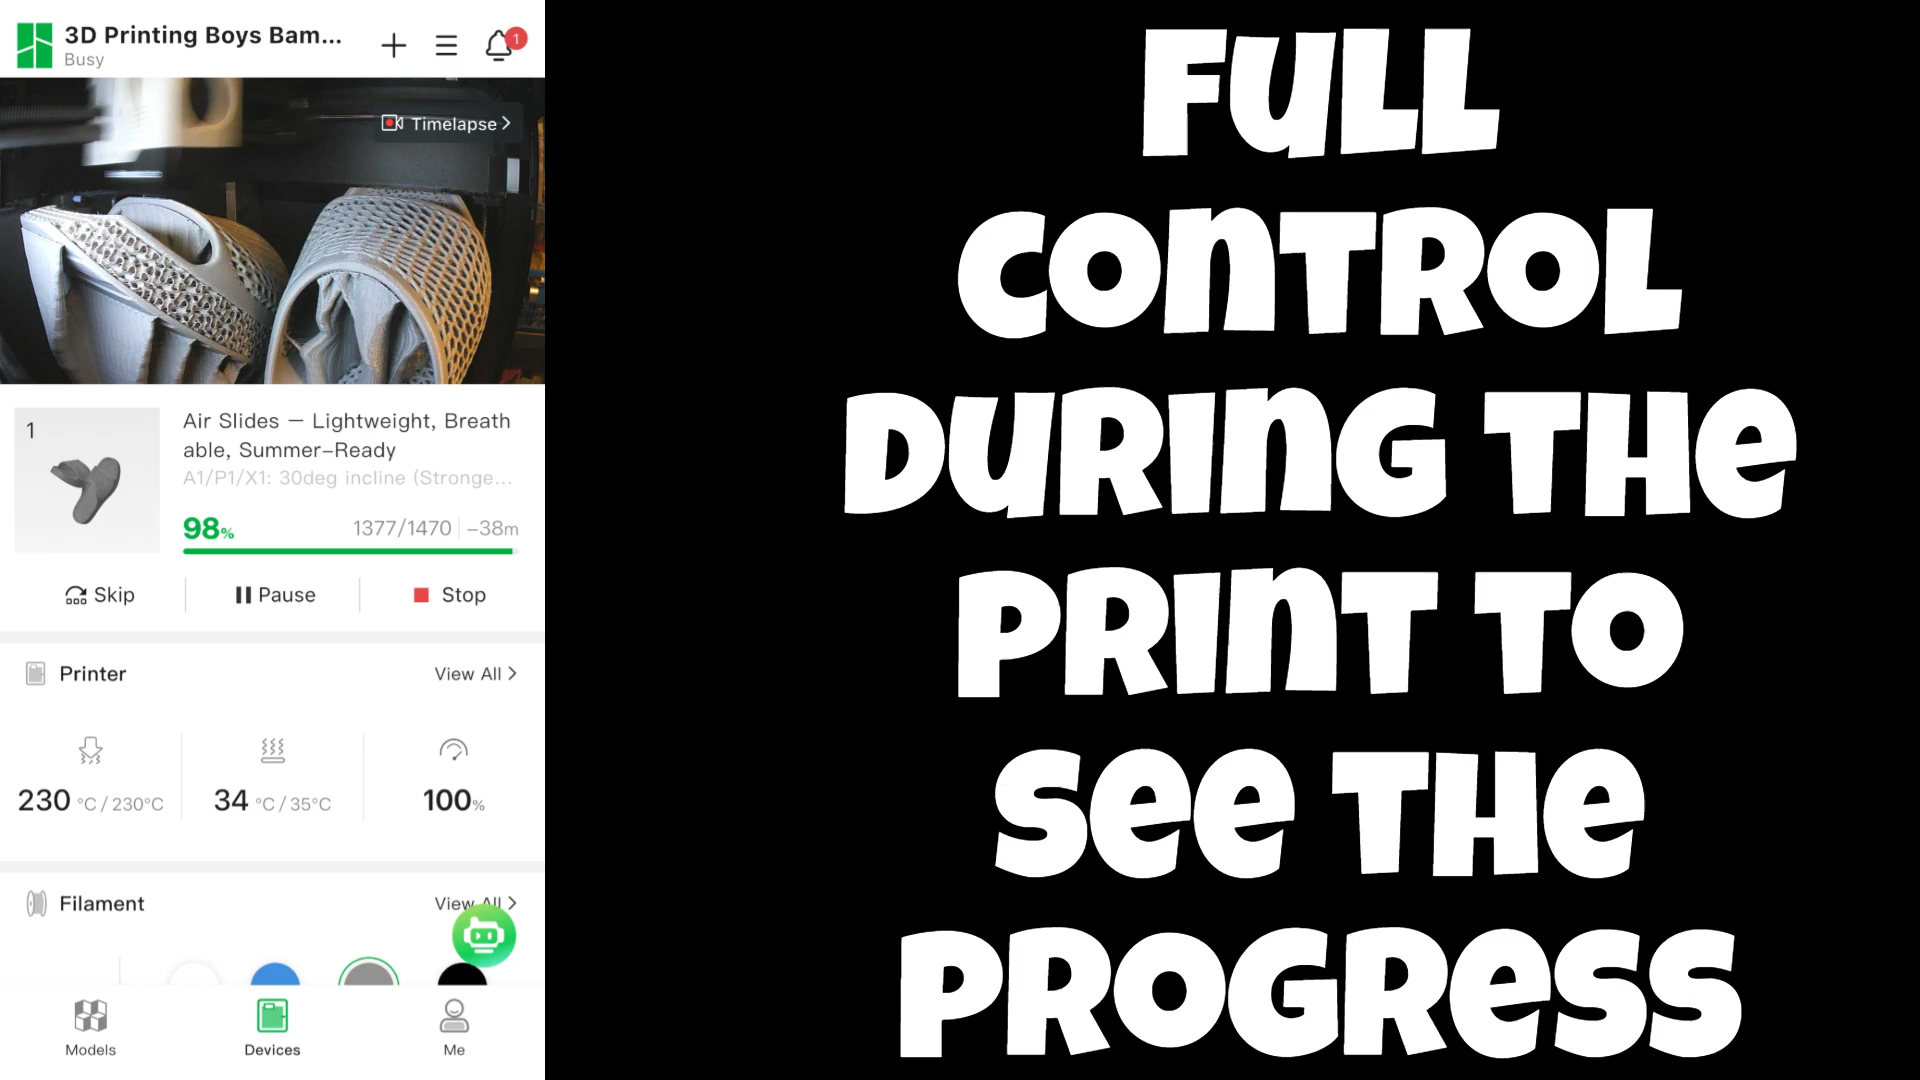 3D Printing Boys Bam...
Busy
1
Timelapse
1
Air Slides — Lightweight, Breath
able, Summer-Ready
A1/P1/X1: 30deg incline (Stronge...
98%
1377/1470 -38m
Skip
Pause
Stop
Printer
View All
230 °C / 230°C
34 °C / 35°C
100%
Filament
View All
Models
Devices
Me
FULL
CONTROL
DURING THE
PRINT TO
SEE THE
PROGRESS